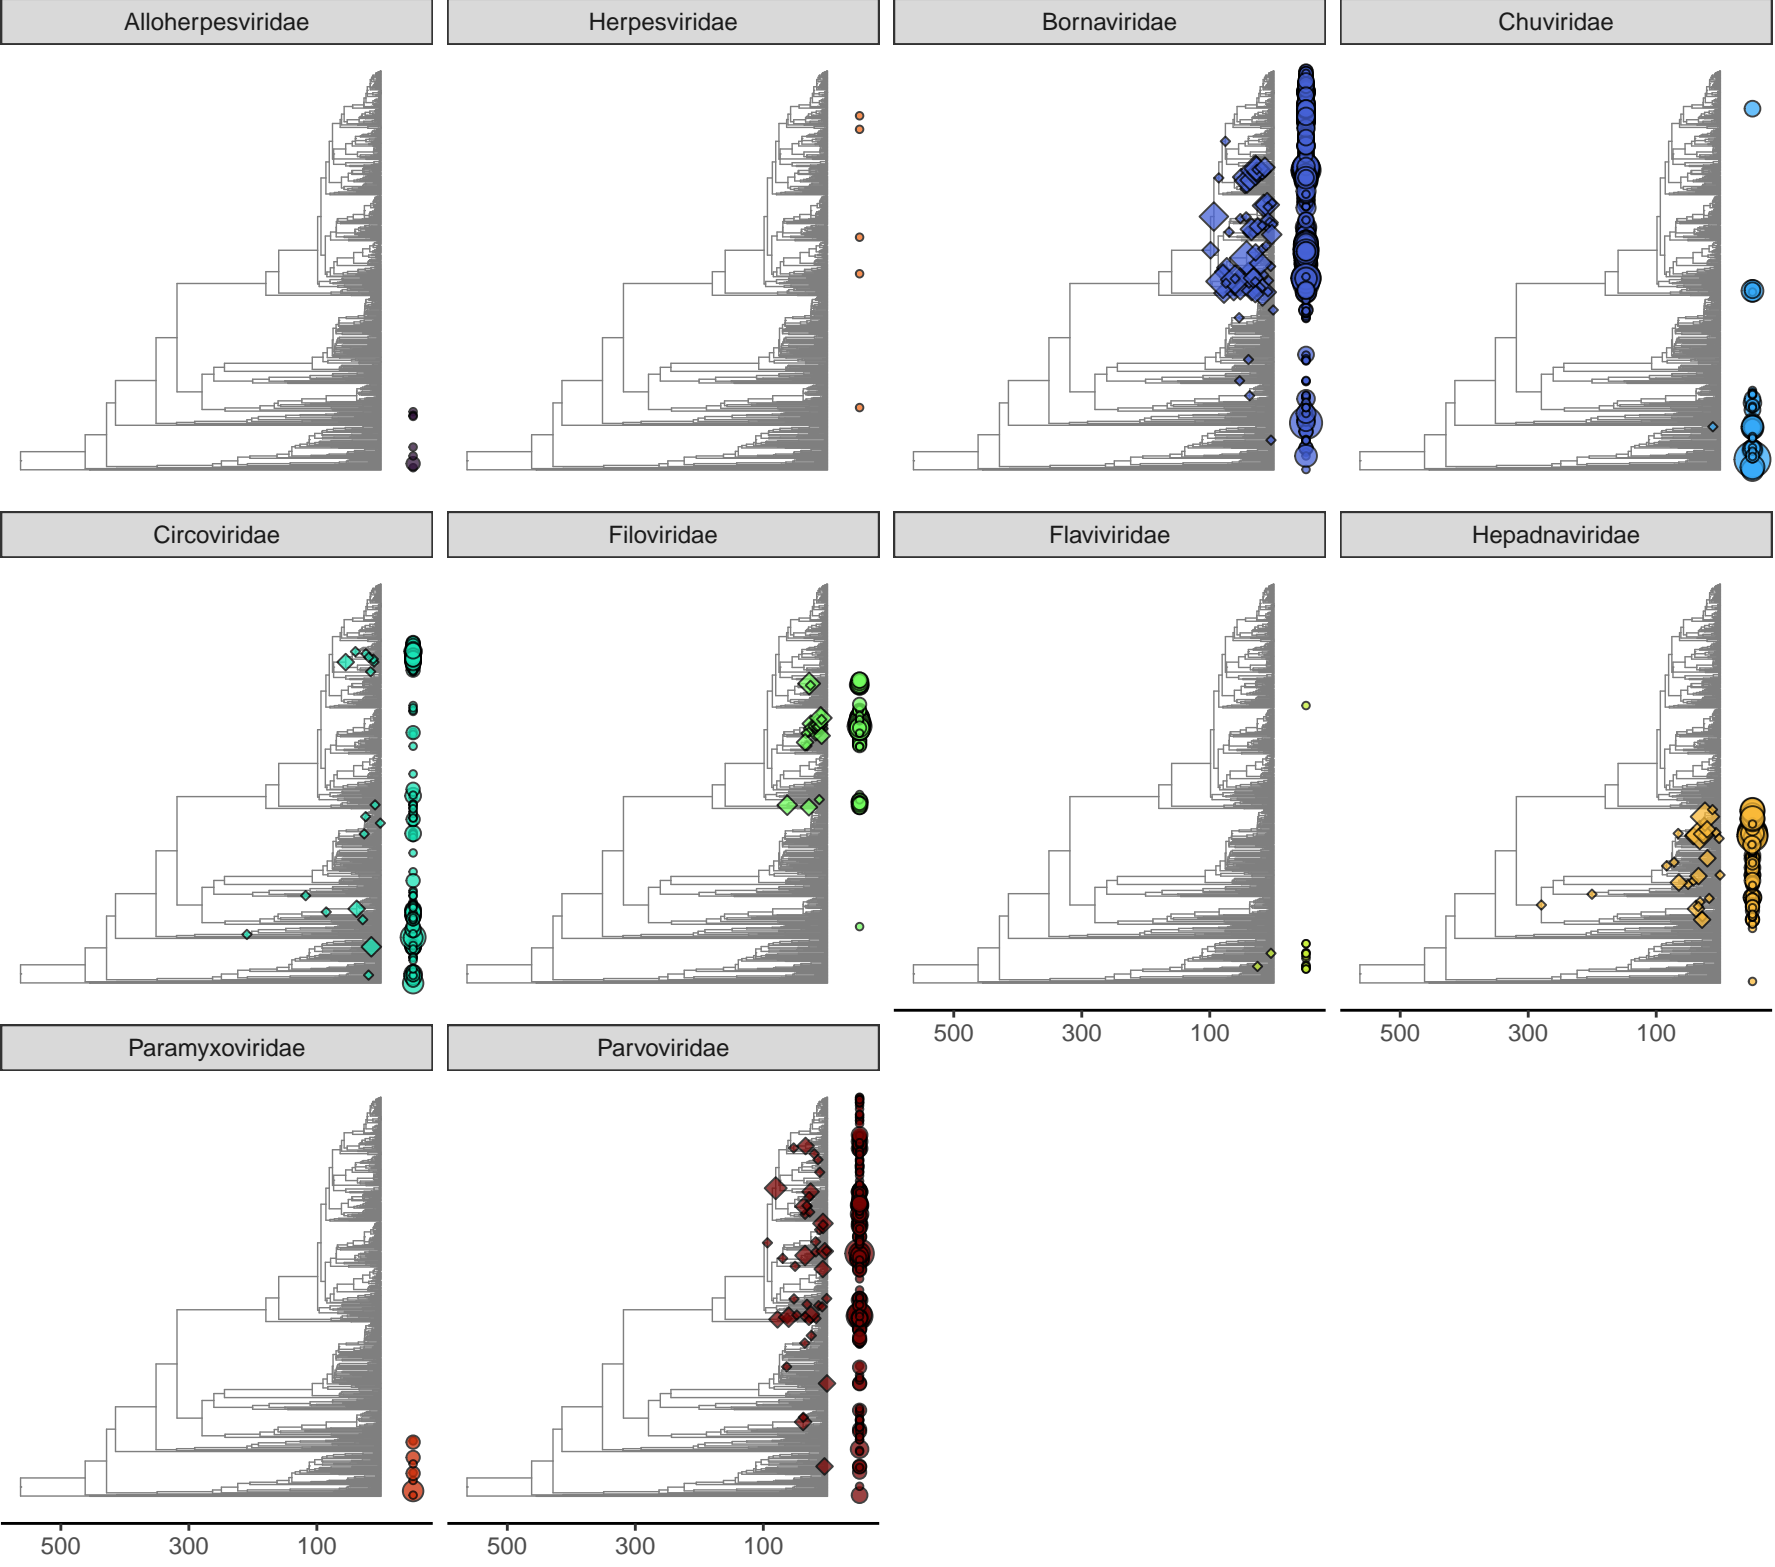 Alloherpesviridae
Herpesviridae
Bornaviridae
Chuviridae
Circoviridae
Filoviridae
Flaviviridae
Hepadnaviridae
500 300 100
500 300 100
Paramyxoviridae
Parvoviridae
500 300 100
500 300 100